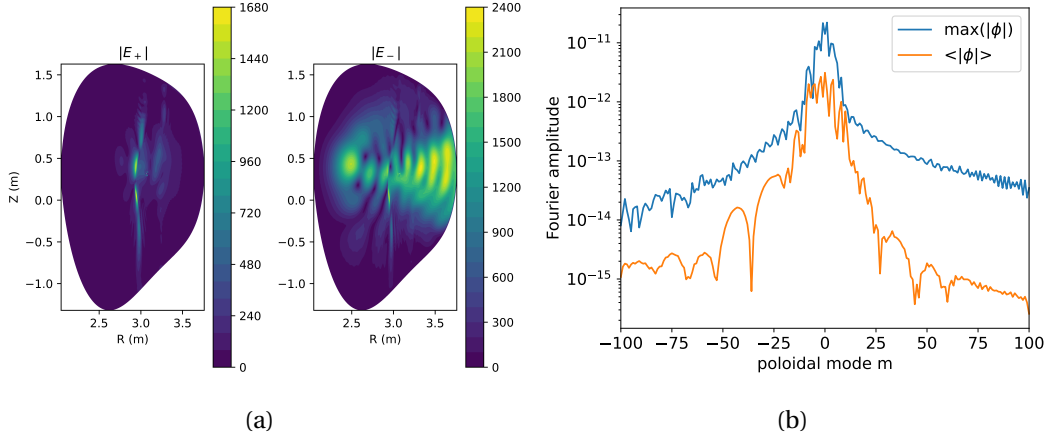 |E₊|
1.5
1.0
0.5
0.0
−0.5
−1.0
Z (m)
2.5 3.0 3.5
R (m)
1680
1440
1200
960
720
480
240
0
|E₋|
1.5
1.0
0.5
0.0
−0.5
−1.0
2.5 3.0 3.5
R (m)
2400
2100
1800
1500
1200
900
600
300
0
(a)
max(|ϕ|)
<|ϕ|>
Fourier amplitude
10⁻¹¹
10⁻¹²
10⁻¹³
10⁻¹⁴
10⁻¹⁵
−100 −75 −50 −25 0 25 50 75 100
poloidal mode m
(b)